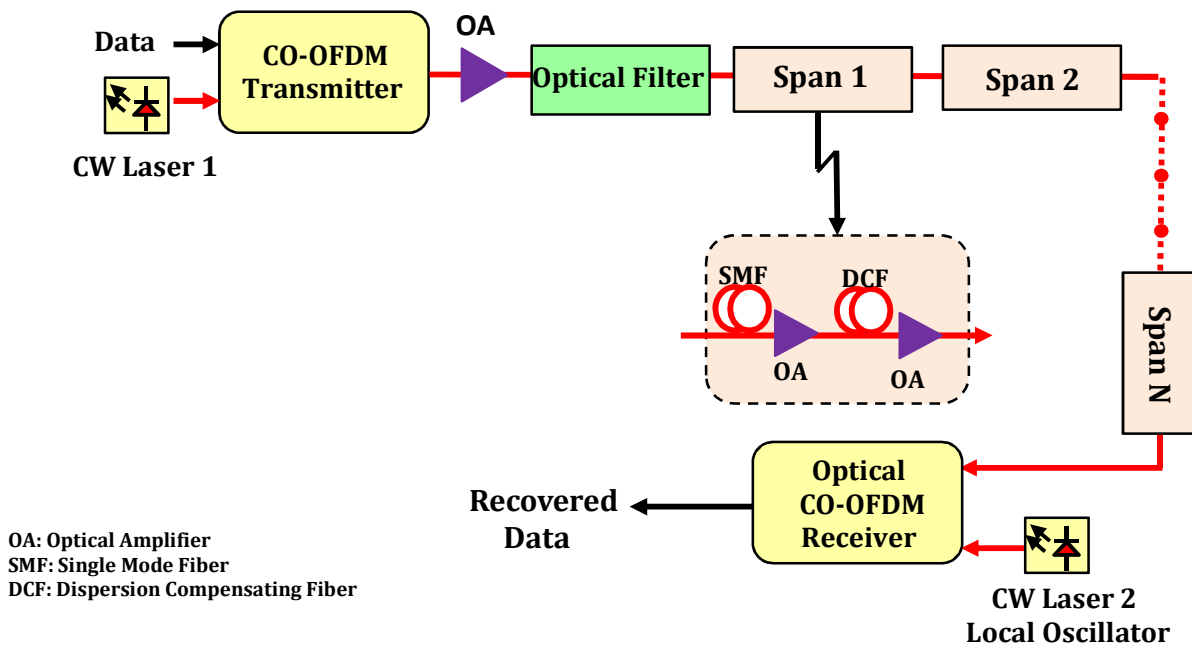 OA
Data
CO-OFDM
Transmitter
Optical Filter
Span 1
Span 2
CW Laser 1
SMF
DCF
OA
OA
Span N
Optical
CO-OFDM
Receiver
Recovered
Data
OA: Optical Amplifier
SMF: Single Mode Fiber
DCF: Dispersion Compensating Fiber
CW Laser 2
Local Oscillator